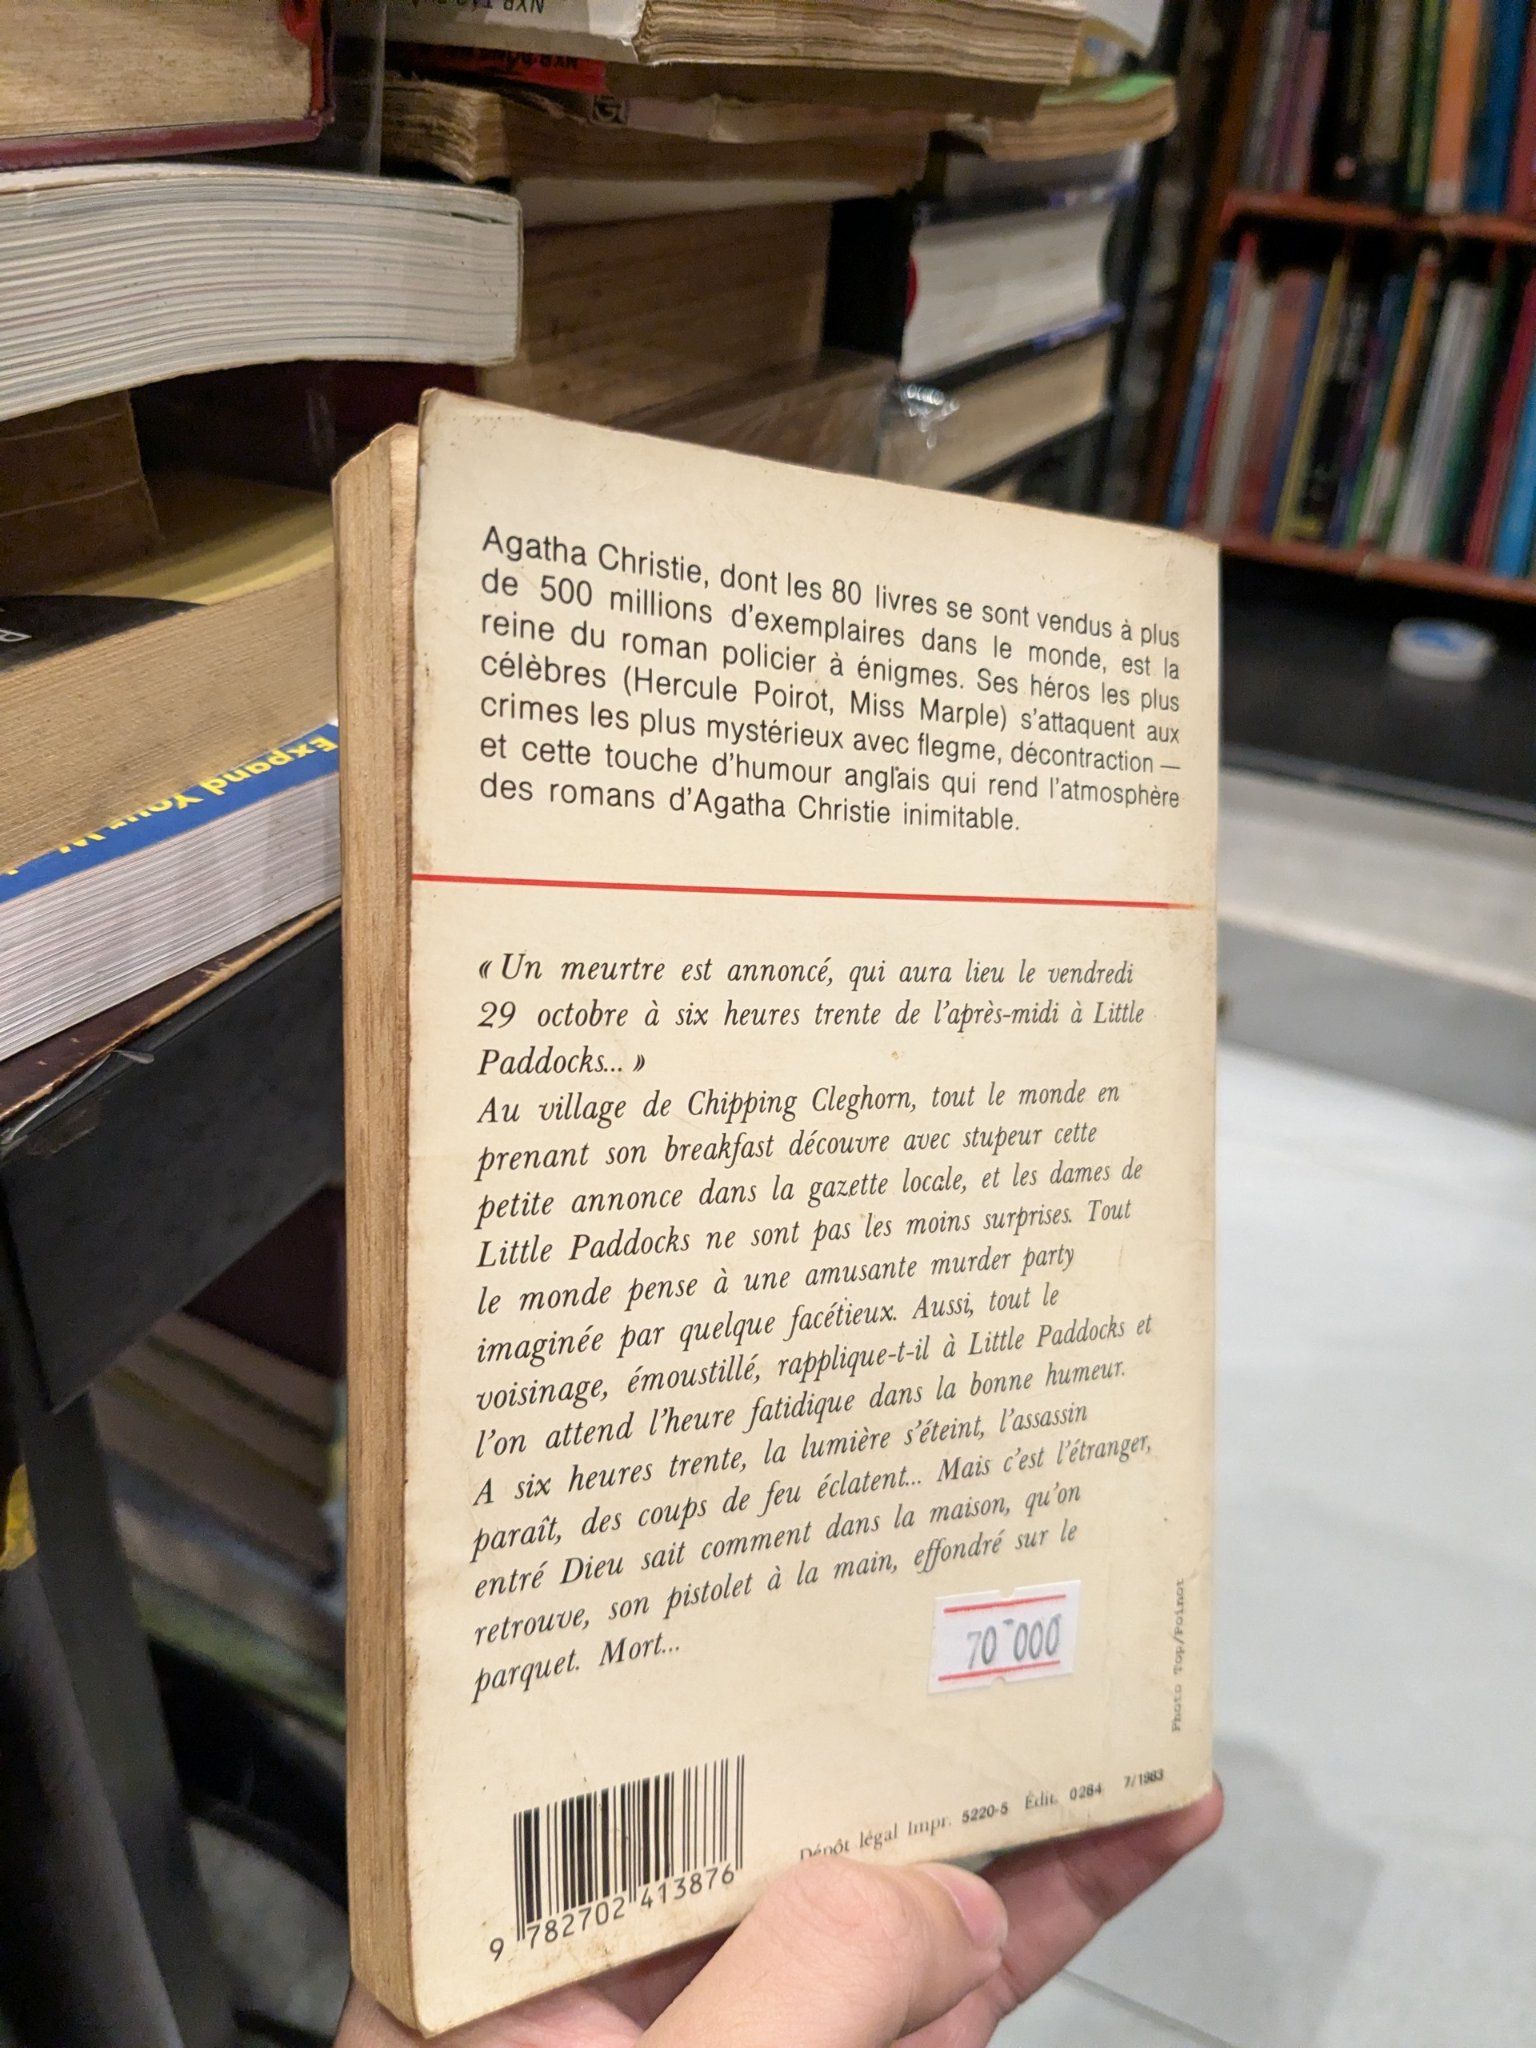 NXR
NXR
Expand Your
Agatha Christie, dont les 80 livres se sont vendus à plus
de 500 millions d'exemplaires dans le monde, est la
reine du roman policier à énigmes. Ses héros les plus
célèbres (Hercule Poirot, Miss Marple) s'attaquent aux
crimes les plus mystérieux avec flegme, décontraction —
et cette touche d'humour anglais qui rend l'atmosphère
des romans d'Agatha Christie inimitable.
« Un meurtre est annoncé, qui aura lieu le vendredi
29 octobre à six heures trente de l'après-midi à Little
Paddocks... »
Au village de Chipping Cleghorn, tout le monde en
prenant son breakfast découvre avec stupeur cette
petite annonce dans la gazette locale, et les dames de
Little Paddocks ne sont pas les moins surprises. Tout
le monde pense à une amusante murder party
imaginée par quelque facétieux. Aussi, tout le
voisinage, émoustillé, rapplique-t-il à Little Paddocks et
l'on attend l'heure fatidique dans la bonne humeur.
A six heures trente, la lumière s'éteint, l'assassin
paraît, des coups de feu éclatent... Mais c'est l'étranger,
entré Dieu sait comment dans la maison, qu'on
retrouve, son pistolet à la main, effondré sur le
parquet. Mort...
70-000
Photo Top/Foinot
Dépôt légal Impr. 5220-5 Édit. 0284 7/1983
9 782702 413876